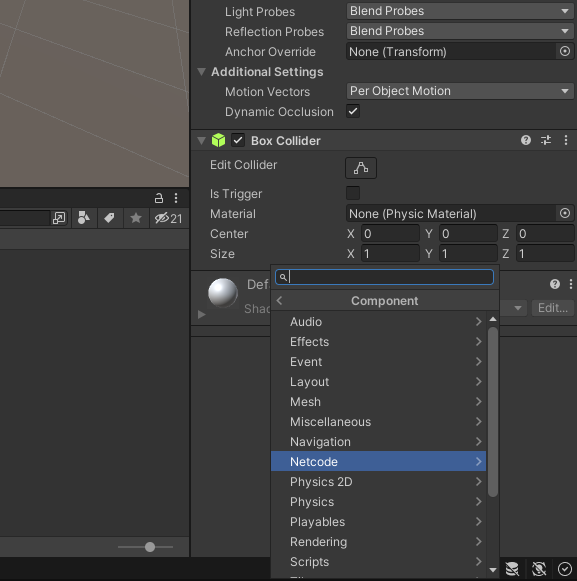 Light Probes Blend Probes
Reflection Probes Blend Probes
Anchor Override None (Transform)
Additional Settings
Motion Vectors Per Object Motion
Dynamic Occlusion
Box Collider
Edit Collider
Is Trigger
Material None (Physic Material)
Center X 0 Y 0 Z 0
Size X 1 Y 1 Z 1
21
Def
Shad
Edit...
Component
Audio
Effects
Event
Layout
Mesh
Miscellaneous
Navigation
Netcode
Physics 2D
Physics
Playables
Rendering
Scripts